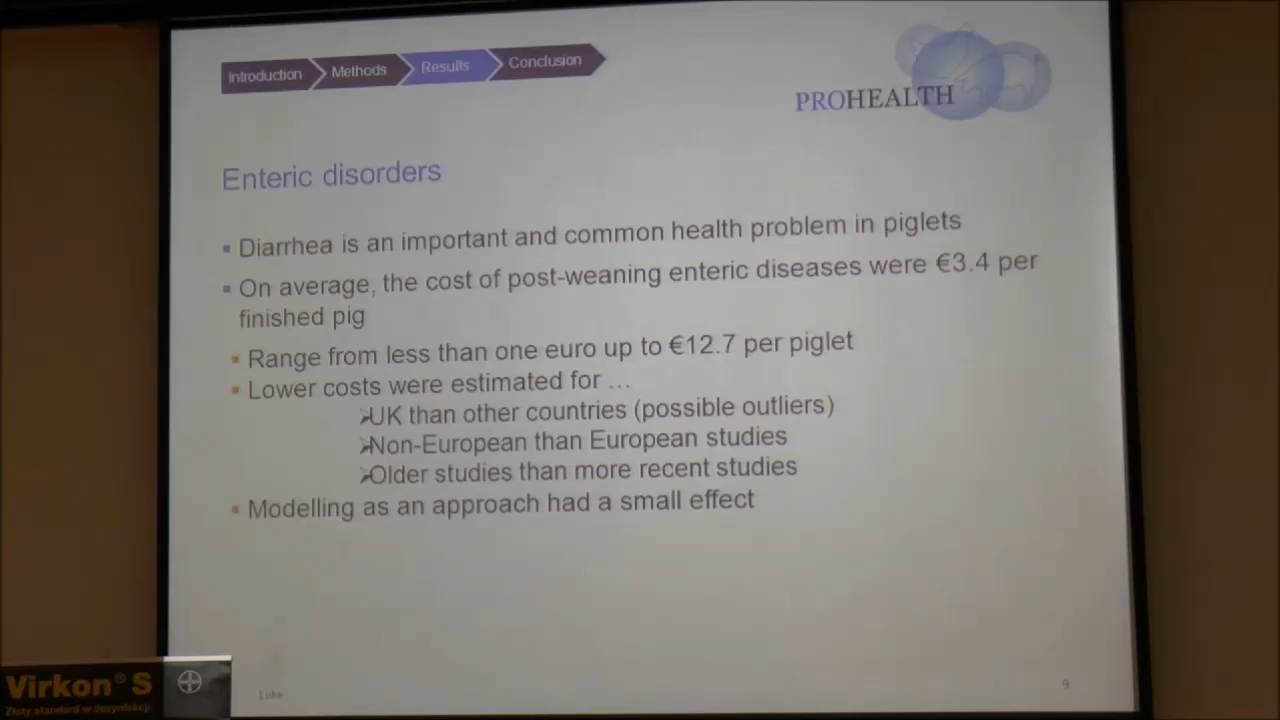 Introduction
Methods
Results
Conclusion
PROHEALTH
Enteric disorders
▪ Diarrhea is an important and common health problem in piglets
▪ On average, the cost of post-weaning enteric diseases were €3.4 per
finished pig
▪ Range from less than one euro up to €12.7 per piglet
▪ Lower costs were estimated for …
➢UK than other countries (possible outliers)
➢Non-European than European studies
➢Older studies than more recent studies
▪ Modelling as an approach had a small effect
Virkon® S
Złoty standard w dezynfekcji
Luke
9